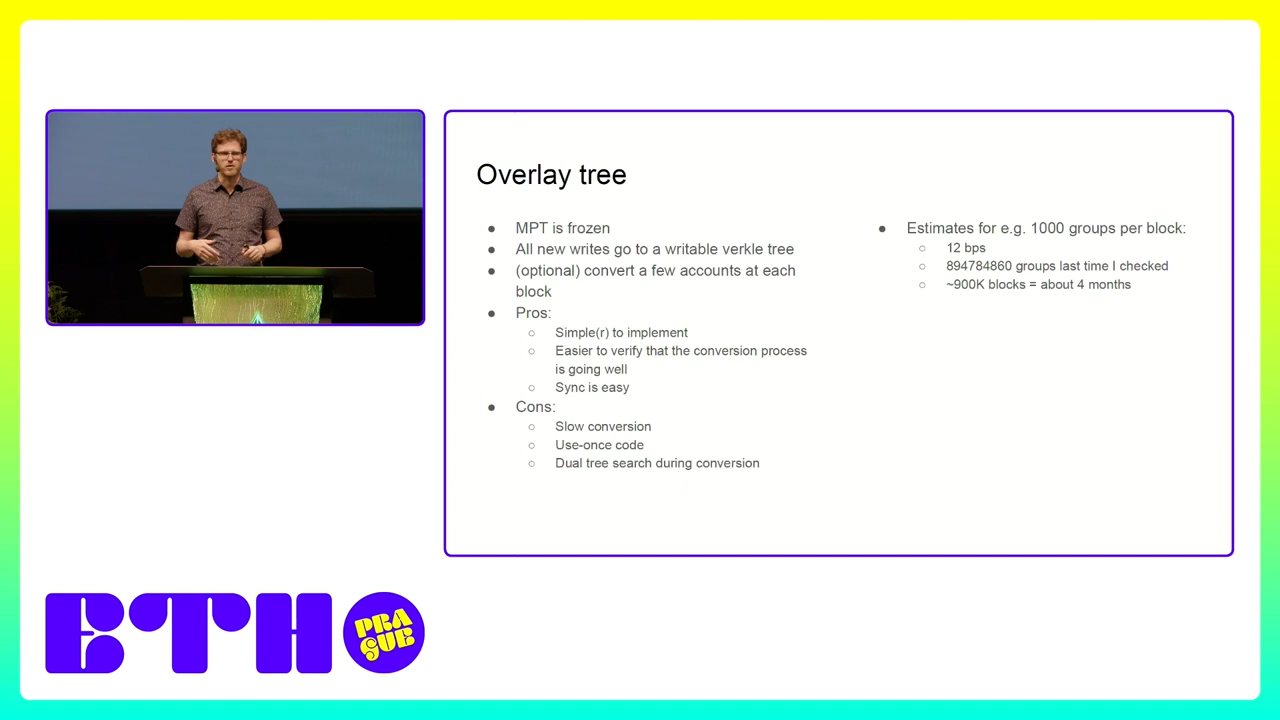 Overlay tree
● MPT is frozen
● All new writes go to a writable verkle tree
● (optional) convert a few accounts at each
block
● Pros:
○ Simple(r) to implement
○ Easier to verify that the conversion process
is going well
○ Sync is easy
● Cons:
○ Slow conversion
○ Use-once code
○ Dual tree search during conversion
● Estimates for e.g. 1000 groups per block:
○ 12 bps
○ 894784860 groups last time I checked
○ ~900K blocks = about 4 months
ETH
PRA
GUE